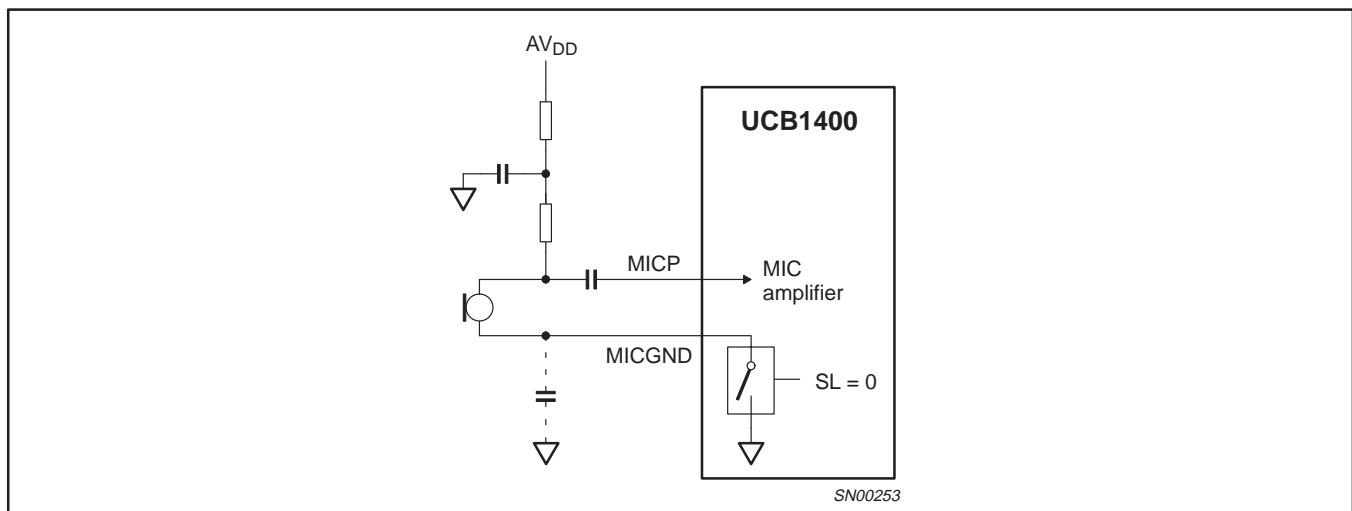 AVDD
UCB1400
MICP
MIC
amplifier
MICGND
SL = 0
SN00253